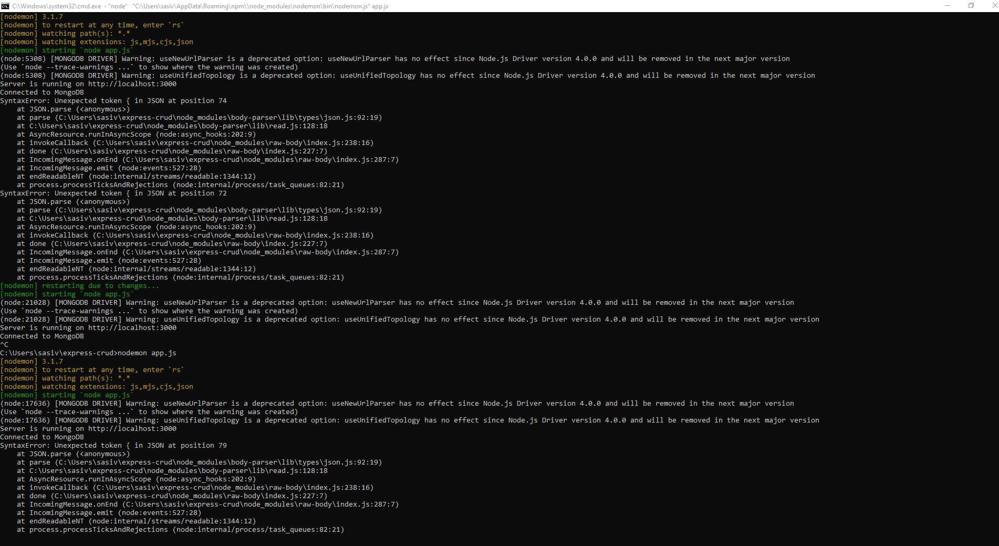 C:\Windows\system32\cmd.exe - "node" "C:\Users\sasiv\AppData\Roaming\npm\\node_modules\nodemon\bin\nodemon.js" app.js
[nodemon] 3.1.7
[nodemon] to restart at any time, enter `rs`
[nodemon] watching path(s): *.*
[nodemon] watching extensions: js,mjs,cjs,json
[nodemon] starting `node app.js`
(node:5308) [MONGODB DRIVER] Warning: useNewUrlParser is a deprecated option: useNewUrlParser has no effect since Node.js Driver version 4.0.0 and will be removed in the next major version
(Use `node --trace-warnings ...` to show where the warning was created)
(node:5308) [MONGODB DRIVER] Warning: useUnifiedTopology is a deprecated option: useUnifiedTopology has no effect since Node.js Driver version 4.0.0 and will be removed in the next major version
Server is running on http://localhost:3000
Connected to MongoDB
SyntaxError: Unexpected token { in JSON at position 74
    at JSON.parse (<anonymous>)
    at parse (C:\Users\sasiv\express-crud\node_modules\body-parser\lib\types\json.js:92:19)
    at C:\Users\sasiv\express-crud\node_modules\body-parser\lib\read.js:128:18
    at AsyncResource.runInAsyncScope (node:async_hooks:202:9)
    at invokeCallback (C:\Users\sasiv\express-crud\node_modules\raw-body\index.js:238:16)
    at done (C:\Users\sasiv\express-crud\node_modules\raw-body\index.js:227:7)
    at IncomingMessage.onEnd (C:\Users\sasiv\express-crud\node_modules\raw-body\index.js:287:7)
    at IncomingMessage.emit (node:events:527:28)
    at endReadableNT (node:internal/streams/readable:1344:12)
    at process.processTicksAndRejections (node:internal/process/task_queues:82:21)
SyntaxError: Unexpected token { in JSON at position 72
    at JSON.parse (<anonymous>)
    at parse (C:\Users\sasiv\express-crud\node_modules\body-parser\lib\types\json.js:92:19)
    at C:\Users\sasiv\express-crud\node_modules\body-parser\lib\read.js:128:18
    at AsyncResource.runInAsyncScope (node:async_hooks:202:9)
    at invokeCallback (C:\Users\sasiv\express-crud\node_modules\raw-body\index.js:238:16)
    at done (C:\Users\sasiv\express-crud\node_modules\raw-body\index.js:227:7)
    at IncomingMessage.onEnd (C:\Users\sasiv\express-crud\node_modules\raw-body\index.js:287:7)
    at IncomingMessage.emit (node:events:527:28)
    at endReadableNT (node:internal/streams/readable:1344:12)
    at process.processTicksAndRejections (node:internal/process/task_queues:82:21)
[nodemon] restarting due to changes...
[nodemon] starting `node app.js`
(node:21028) [MONGODB DRIVER] Warning: useNewUrlParser is a deprecated option: useNewUrlParser has no effect since Node.js Driver version 4.0.0 and will be removed in the next major version
(Use `node --trace-warnings ...` to show where the warning was created)
(node:21028) [MONGODB DRIVER] Warning: useUnifiedTopology is a deprecated option: useUnifiedTopology has no effect since Node.js Driver version 4.0.0 and will be removed in the next major version
Server is running on http://localhost:3000
Connected to MongoDB
^C
C:\Users\sasiv\express-crud>nodemon app.js
[nodemon] 3.1.7
[nodemon] to restart at any time, enter `rs`
[nodemon] watching path(s): *.*
[nodemon] watching extensions: js,mjs,cjs,json
[nodemon] starting `node app.js`
(node:17636) [MONGODB DRIVER] Warning: useNewUrlParser is a deprecated option: useNewUrlParser has no effect since Node.js Driver version 4.0.0 and will be removed in the next major version
(Use `node --trace-warnings ...` to show where the warning was created)
(node:17636) [MONGODB DRIVER] Warning: useUnifiedTopology is a deprecated option: useUnifiedTopology has no effect since Node.js Driver version 4.0.0 and will be removed in the next major version
Server is running on http://localhost:3000
Connected to MongoDB
SyntaxError: Unexpected token { in JSON at position 79
    at JSON.parse (<anonymous>)
    at parse (C:\Users\sasiv\express-crud\node_modules\body-parser\lib\types\json.js:92:19)
    at C:\Users\sasiv\express-crud\node_modules\body-parser\lib\read.js:128:18
    at AsyncResource.runInAsyncScope (node:async_hooks:202:9)
    at invokeCallback (C:\Users\sasiv\express-crud\node_modules\raw-body\index.js:238:16)
    at done (C:\Users\sasiv\express-crud\node_modules\raw-body\index.js:227:7)
    at IncomingMessage.onEnd (C:\Users\sasiv\express-crud\node_modules\raw-body\index.js:287:7)
    at IncomingMessage.emit (node:events:527:28)
    at endReadableNT (node:internal/streams/readable:1344:12)
    at process.processTicksAndRejections (node:internal/process/task_queues:82:21)